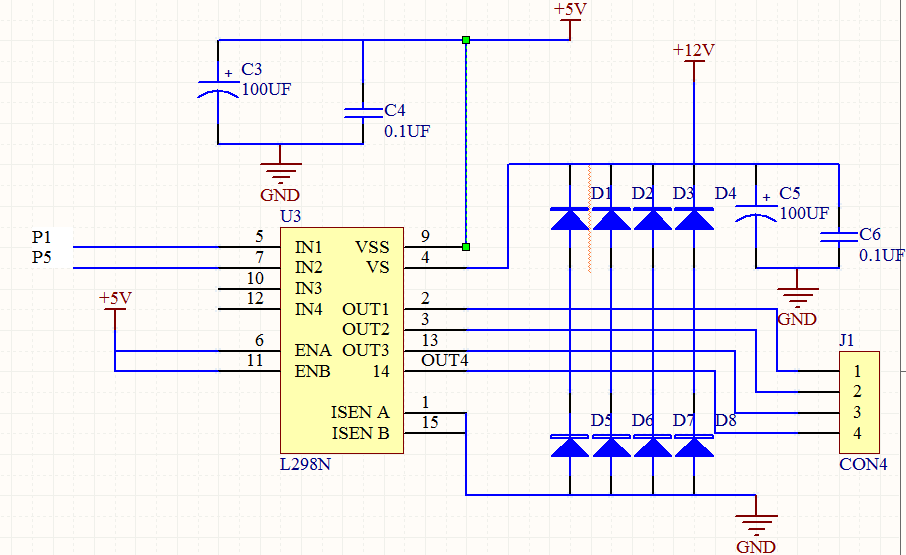 +5V
+12V
+ C3
100UF
C4
0.1UF
GND
U3
D1 D2 D3 D4
+ C5
100UF
C6
0.1UF
GND
P1
P5
5 IN1 VSS 9
7 IN2 VS 4
10 IN3
12 IN4 OUT1 2
OUT2 3
+5V
6 ENA OUT3 13
11 ENB 14 OUT4
ISEN A 1
ISEN B 15
L298N
J1
1
2
3
4
CON4
D5 D6 D7 D8
GND